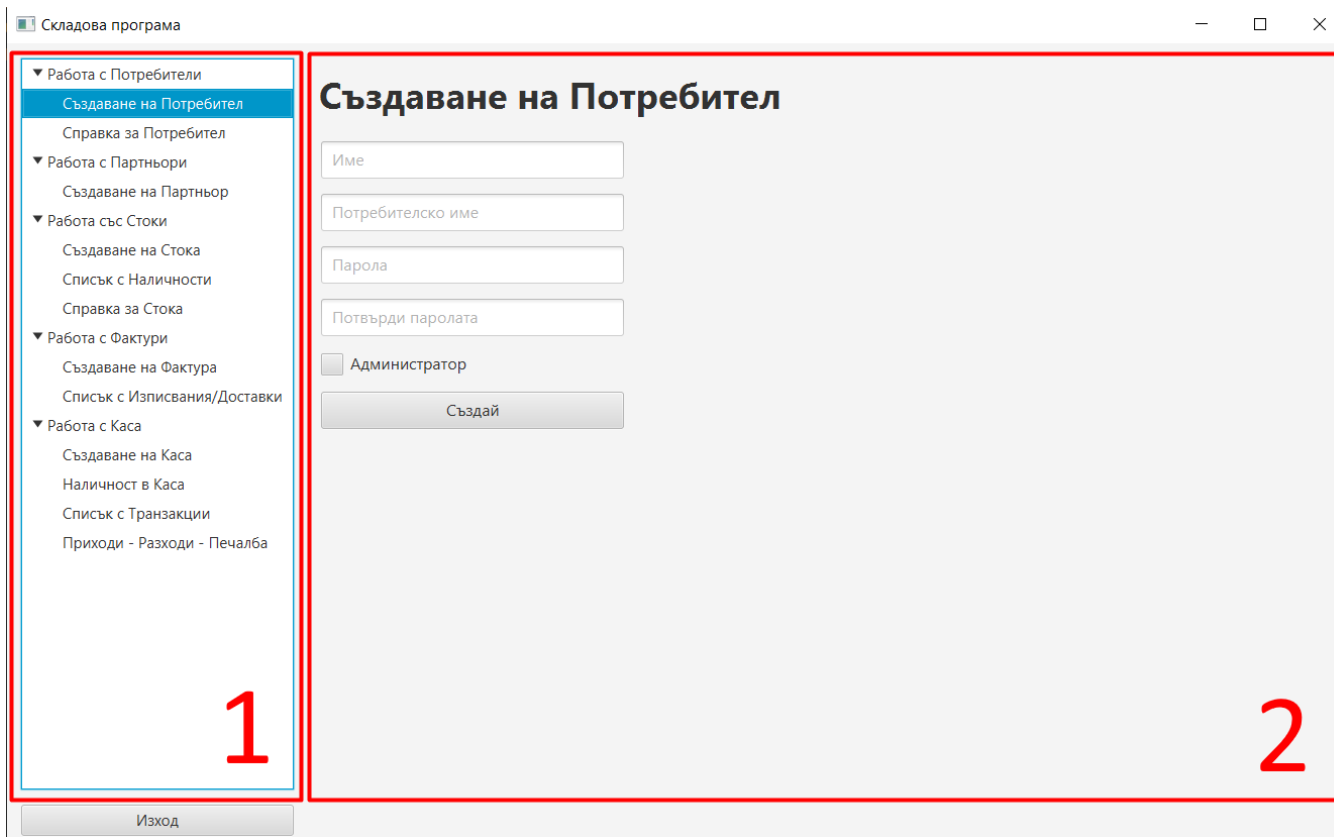 Складова програма
Работа с Потребители
Създаване на Потребител
Справка за Потребител
Работа с Партньори
Създаване на Партньор
Работа със Стоки
Създаване на Стока
Списък с Наличности
Справка за Стока
Работа с Фактури
Създаване на Фактура
Списък с Изписвания/Доставки
Работа с Каса
Създаване на Каса
Наличност в Каса
Списък с Транзакции
Приходи - Разходи - Печалба
1
Изход
Създаване на Потребител
Име
Потребителско име
Парола
Потвърди паролата
Администратор
Създай
2